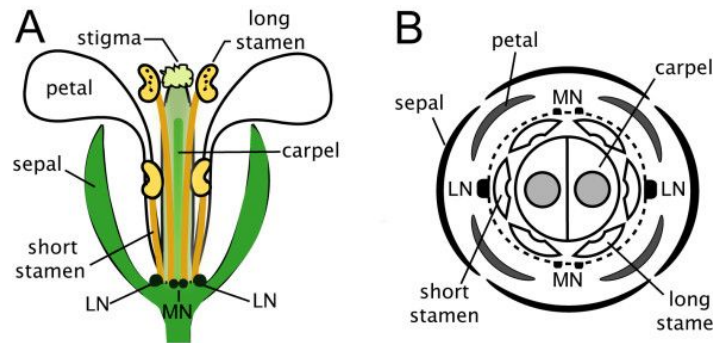 A
stigma
long
stamen
petal
sepal
carpel
short
stamen
LN
MN
LN
B
petal
carpel
sepal
MN
LN
LN
MN
short
stamen
long
stame